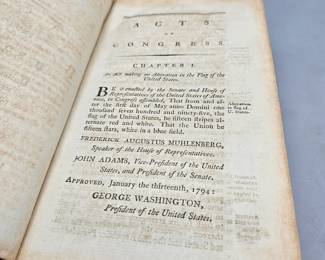 ACTS
OF
CONGRESS.
CHAPTER I.
An Act making an Alteration in the Flag of the
United States.
BE it enacted by the Senate and House of
Representatives of the United States of Ame-
rica, in Congress assembled, That from and af-
ter the first day of May anno Domini one
thousand seven hundred and ninety-five, the
flag of the United States, be fifteen stripes al-
ternate red and white. That the Union be
fifteen stars, white in a blue field.
Alteration
in flag of
U. States.
FREDERICK AUGUSTUS MUHLENBERG,
Speaker of the House of Representatives.
JOHN ADAMS, Vice-President of the United
States, and President of the Senate.
APPROVED, January the thirteenth, 1794:
GEORGE WASHINGTON,
President of the United States.